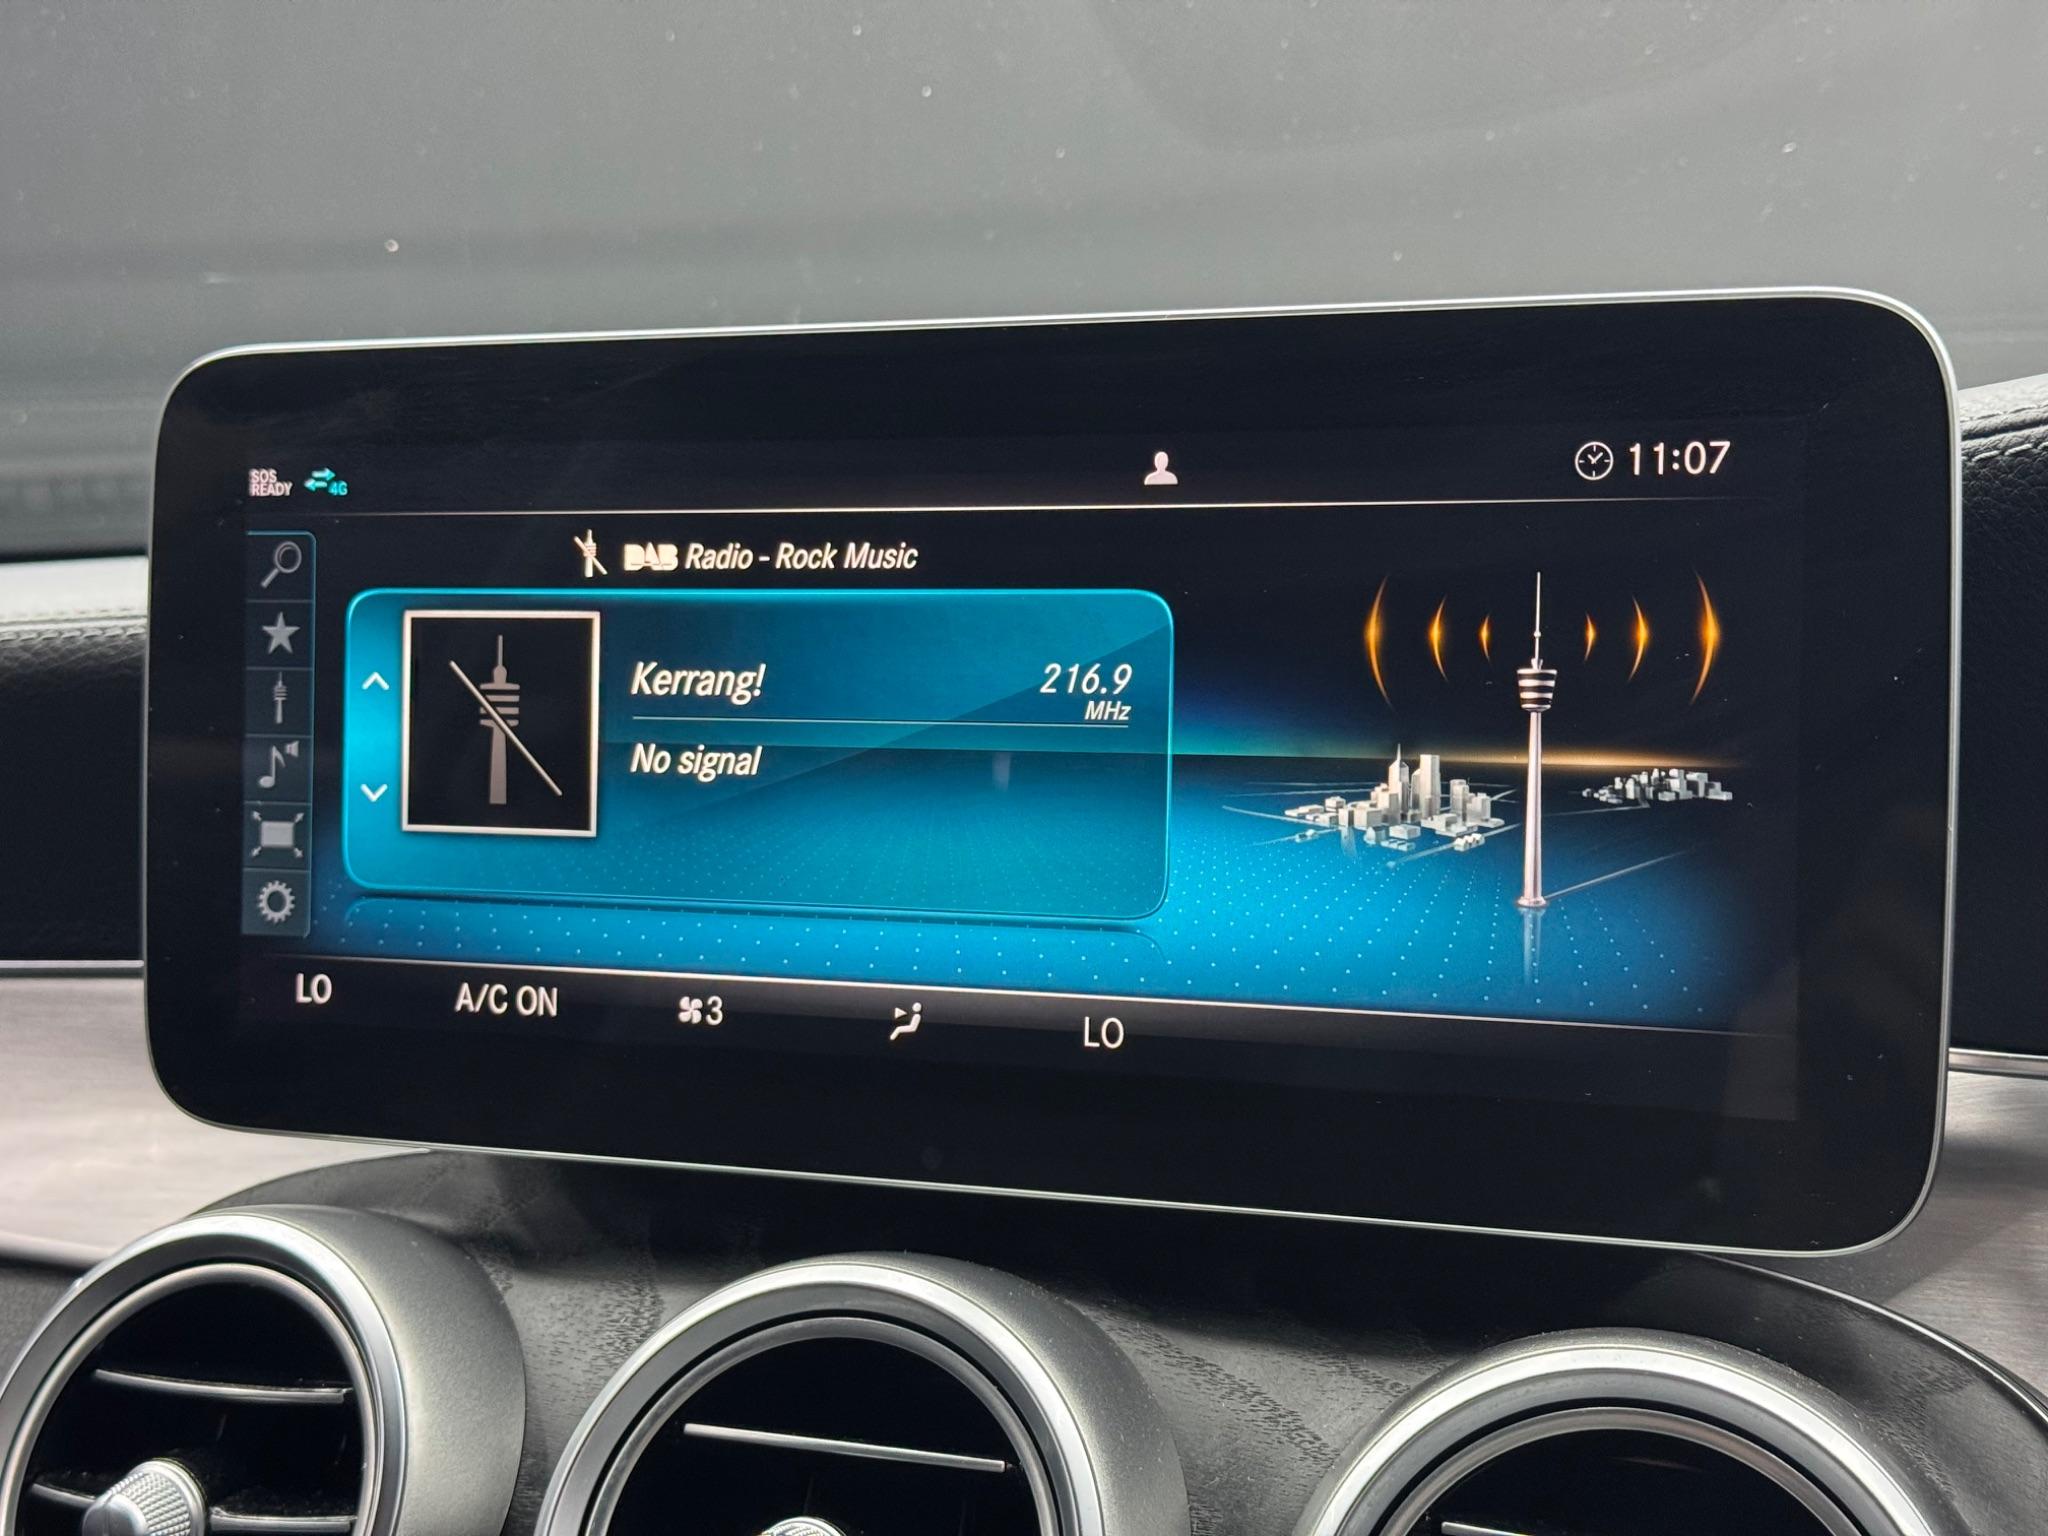 SOS
READY
4G
11:07
DAB Radio - Rock Music
Kerrang!
216.9
MHz
No signal
LO
A/C ON
3
LO